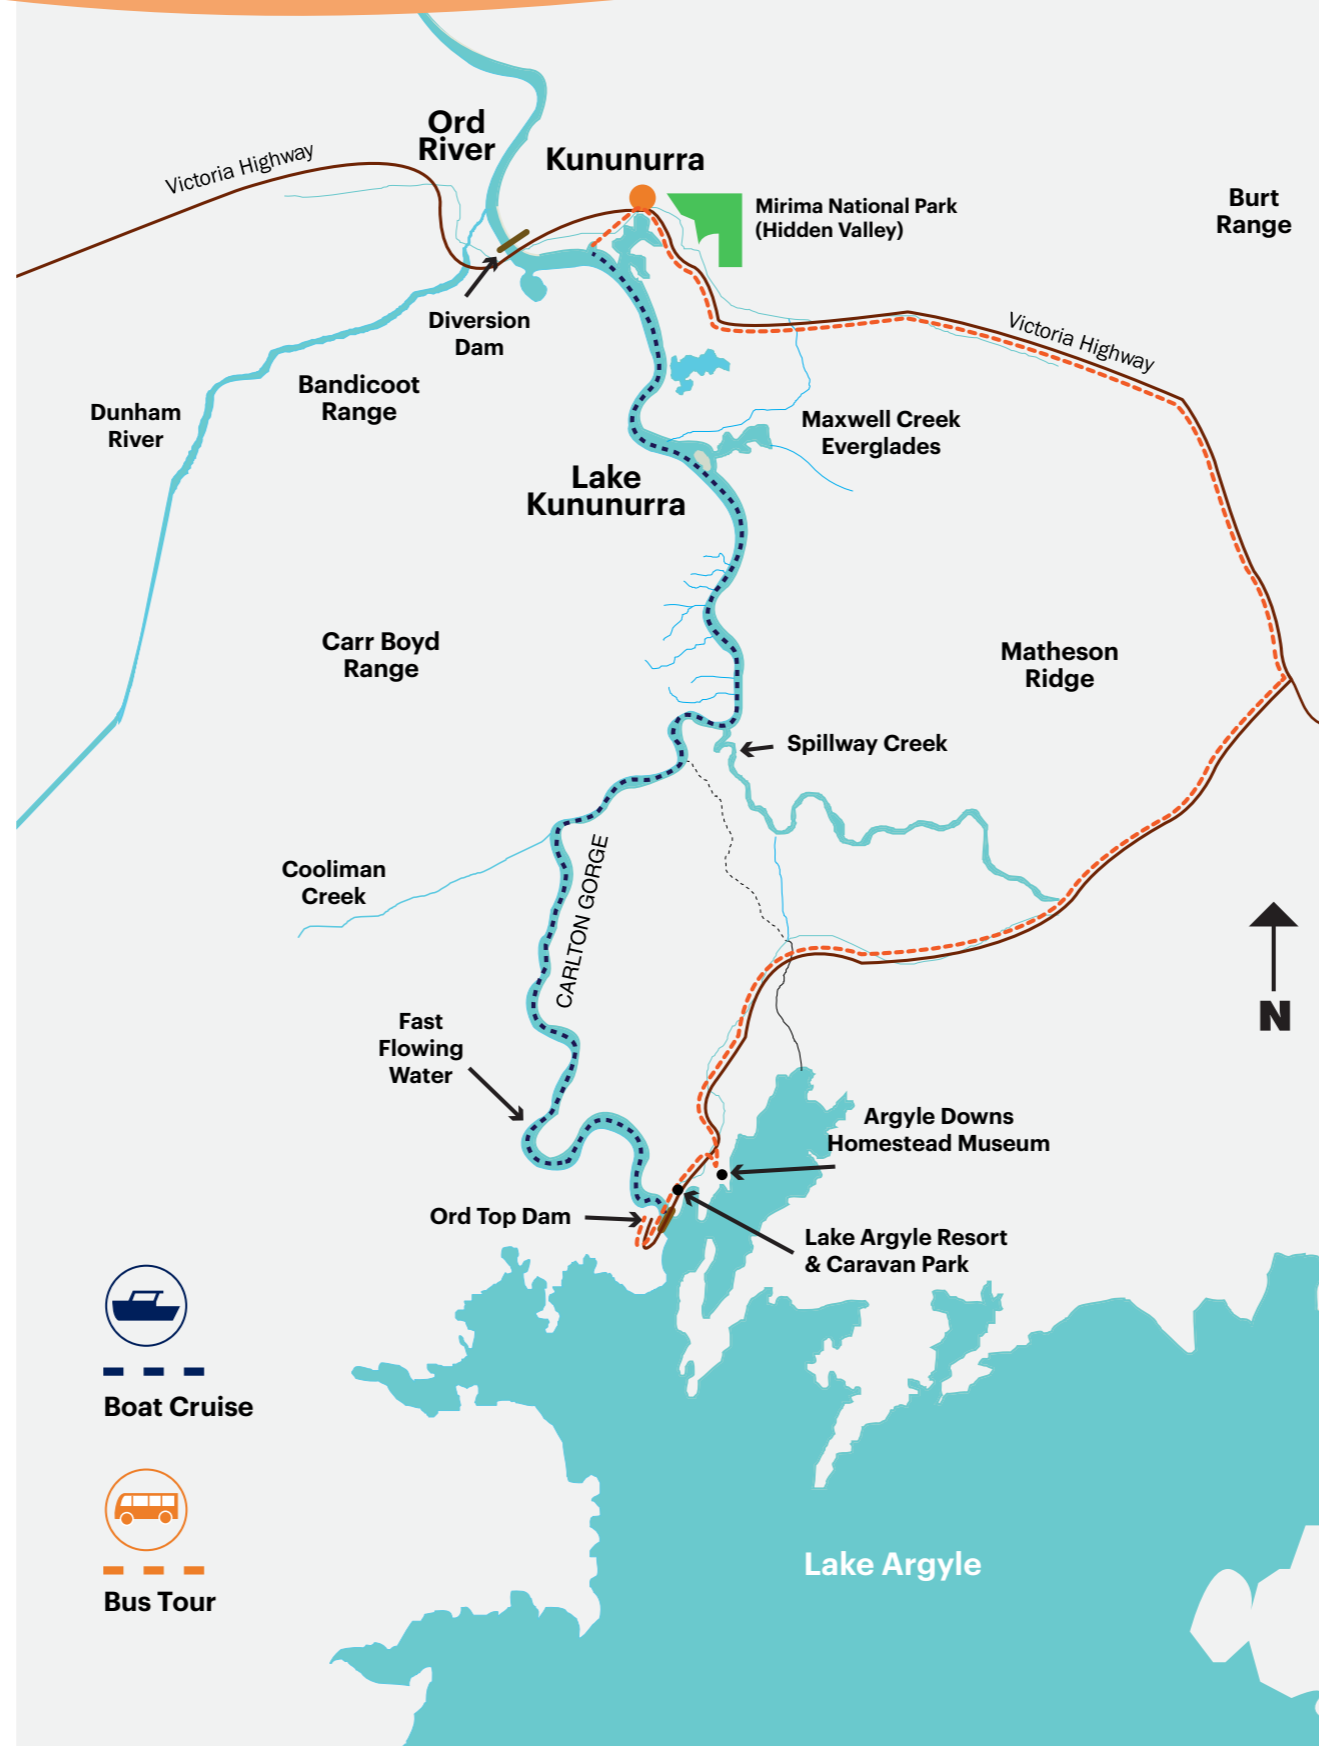 Ord
River
Kununurra
Victoria Highway
Mirima National Park
(Hidden Valley)
Burt
Range
Diversion
Dam
Victoria Highway
Bandicoot
Range
Dunham
River
Maxwell Creek
Everglades
Lake
Kununurra
Carr Boyd
Range
Matheson
Ridge
Spillway Creek
Cooliman
Creek
CARLTON GORGE
N
Fast
Flowing
Water
Argyle Downs
Homestead Museum
Ord Top Dam
Lake Argyle Resort
& Caravan Park
Boat Cruise
Lake Argyle
Bus Tour